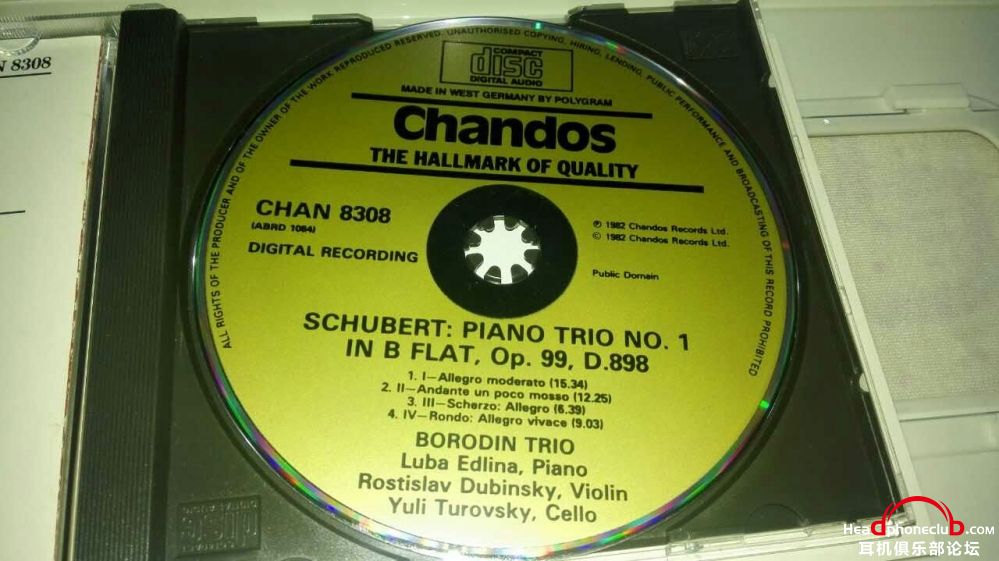 N 8308
ALL RIGHTS OF THE PRODUCER AND OF THE OWNER OF THE WORK REPRODUCED RESERVED. UNAUTHORISED COPYING, HIRING, LENDING, PUBLIC PERFORMANCE AND BROADCASTING OF THIS RECORD PROHIBITED
COMPACT
disc
DIGITAL AUDIO
MADE IN WEST GERMANY BY POLYGRAM
Chandos
THE HALLMARK OF QUALITY
CHAN 8308
(ABRD 1084)
DIGITAL RECORDING
℗ 1982 Chandos Records Ltd.
© 1982 Chandos Records Ltd.
Public Domain
SCHUBERT: PIANO TRIO NO. 1
IN B FLAT, Op. 99, D.898
1. I—Allegro moderato (15.34)
2. II—Andante un poco mosso (12.25)
3. III—Scherzo: Allegro (6.39)
4. IV—Rondo: Allegro vivace (9.03)
BORODIN TRIO
Luba Edlina, Piano
Rostislav Dubinsky, Violin
Yuli Turovsky, Cello
Headphoneclub.com
耳机俱乐部论坛